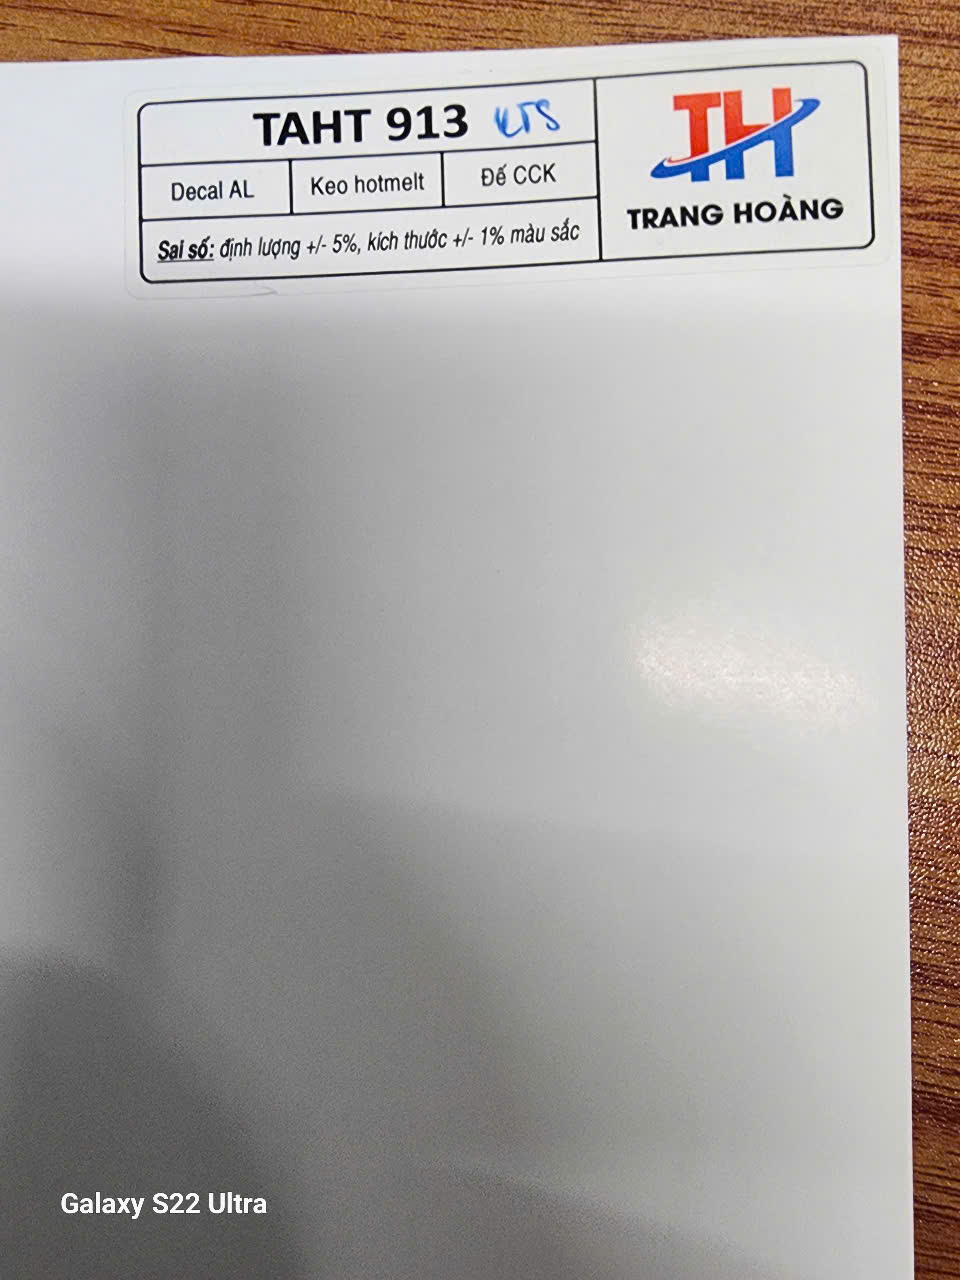 TAHT 913 KTS
Decal AL
Keo hotmelt
Đế CCK
Sai số: định lượng +/- 5%, kích thước +/- 1% màu sắc
TH
TRANG HOÀNG
Galaxy S22 Ultra